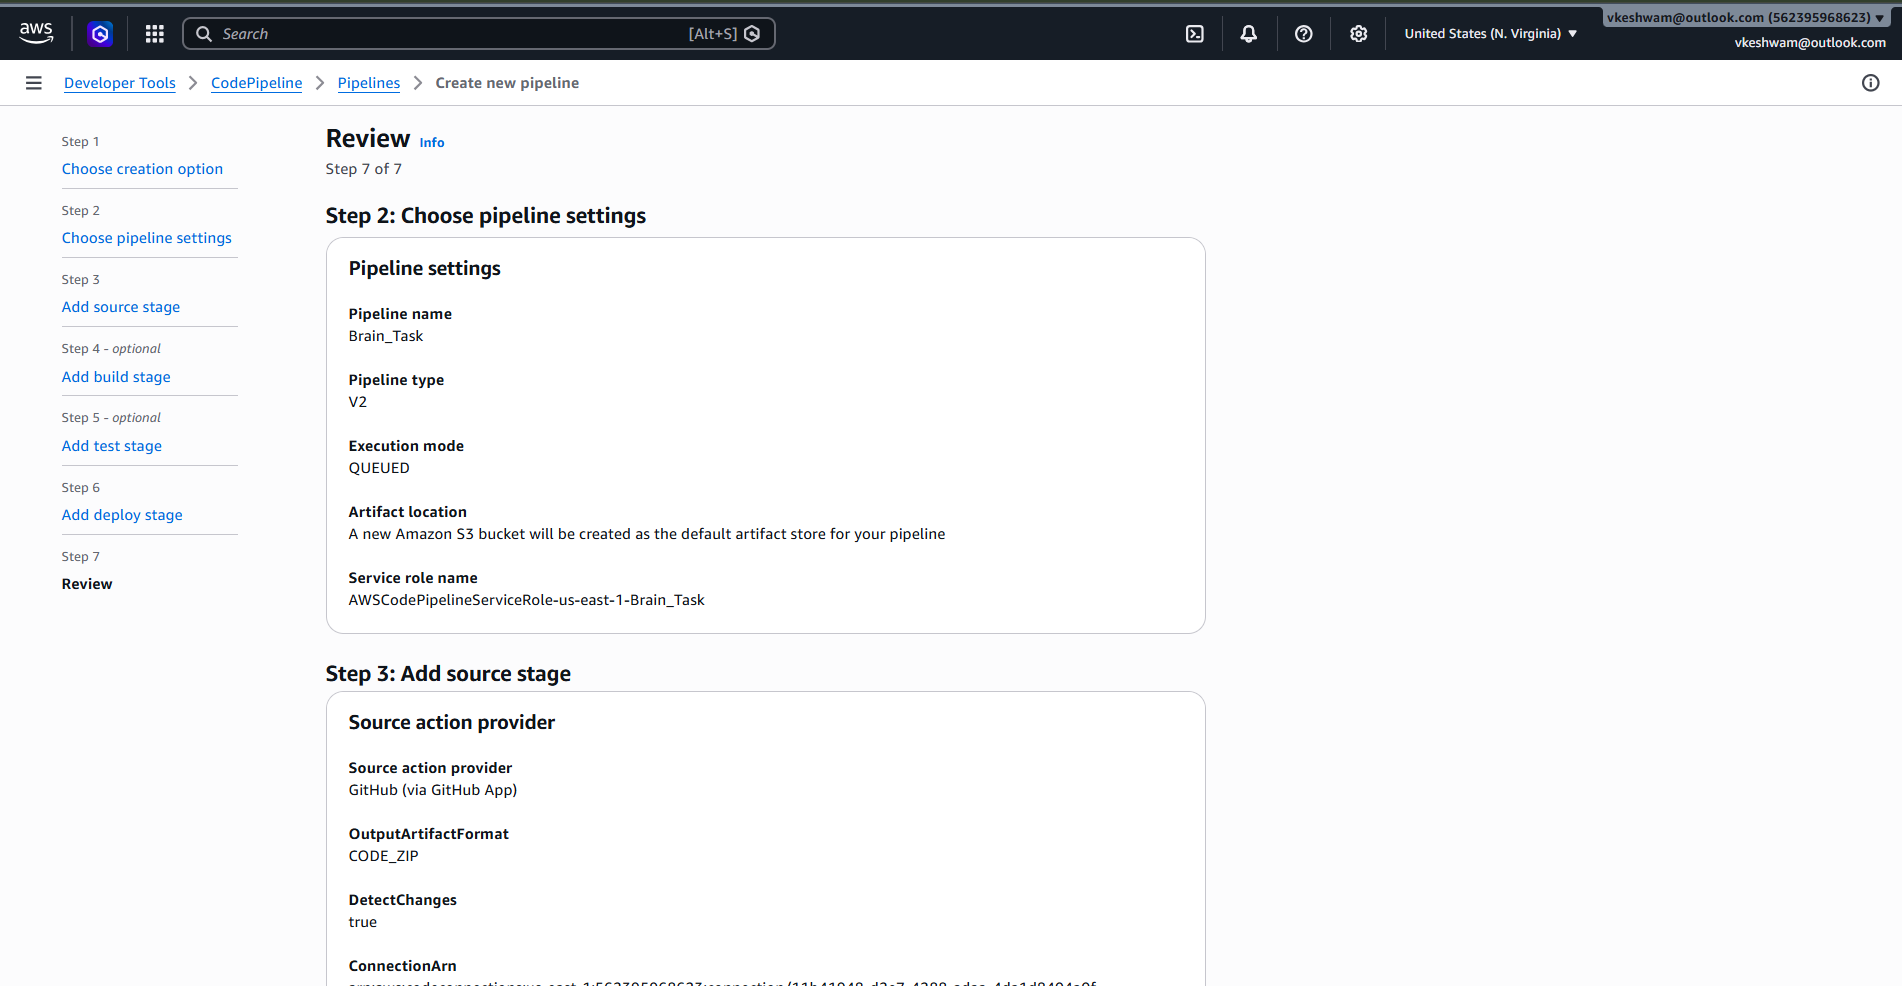 aws
Search [Alt+S]
United States (N. Virginia)
vkeshwam@outlook.com (562395968623)
vkeshwam@outlook.com
Developer Tools
CodePipeline
Pipelines
Create new pipeline
Step 1
Choose creation option
Step 2
Choose pipeline settings
Step 3
Add source stage
Step 4 - optional
Add build stage
Step 5 - optional
Add test stage
Step 6
Add deploy stage
Step 7
Review
Review Info
Step 7 of 7
Step 2: Choose pipeline settings
Pipeline settings
Pipeline name
Brain_Task
Pipeline type
V2
Execution mode
QUEUED
Artifact location
A new Amazon S3 bucket will be created as the default artifact store for your pipeline
Service role name
AWSCodePipelineServiceRole-us-east-1-Brain_Task
Step 3: Add source stage
Source action provider
Source action provider
GitHub (via GitHub App)
OutputArtifactFormat
CODE_ZIP
DetectChanges
true
ConnectionArn